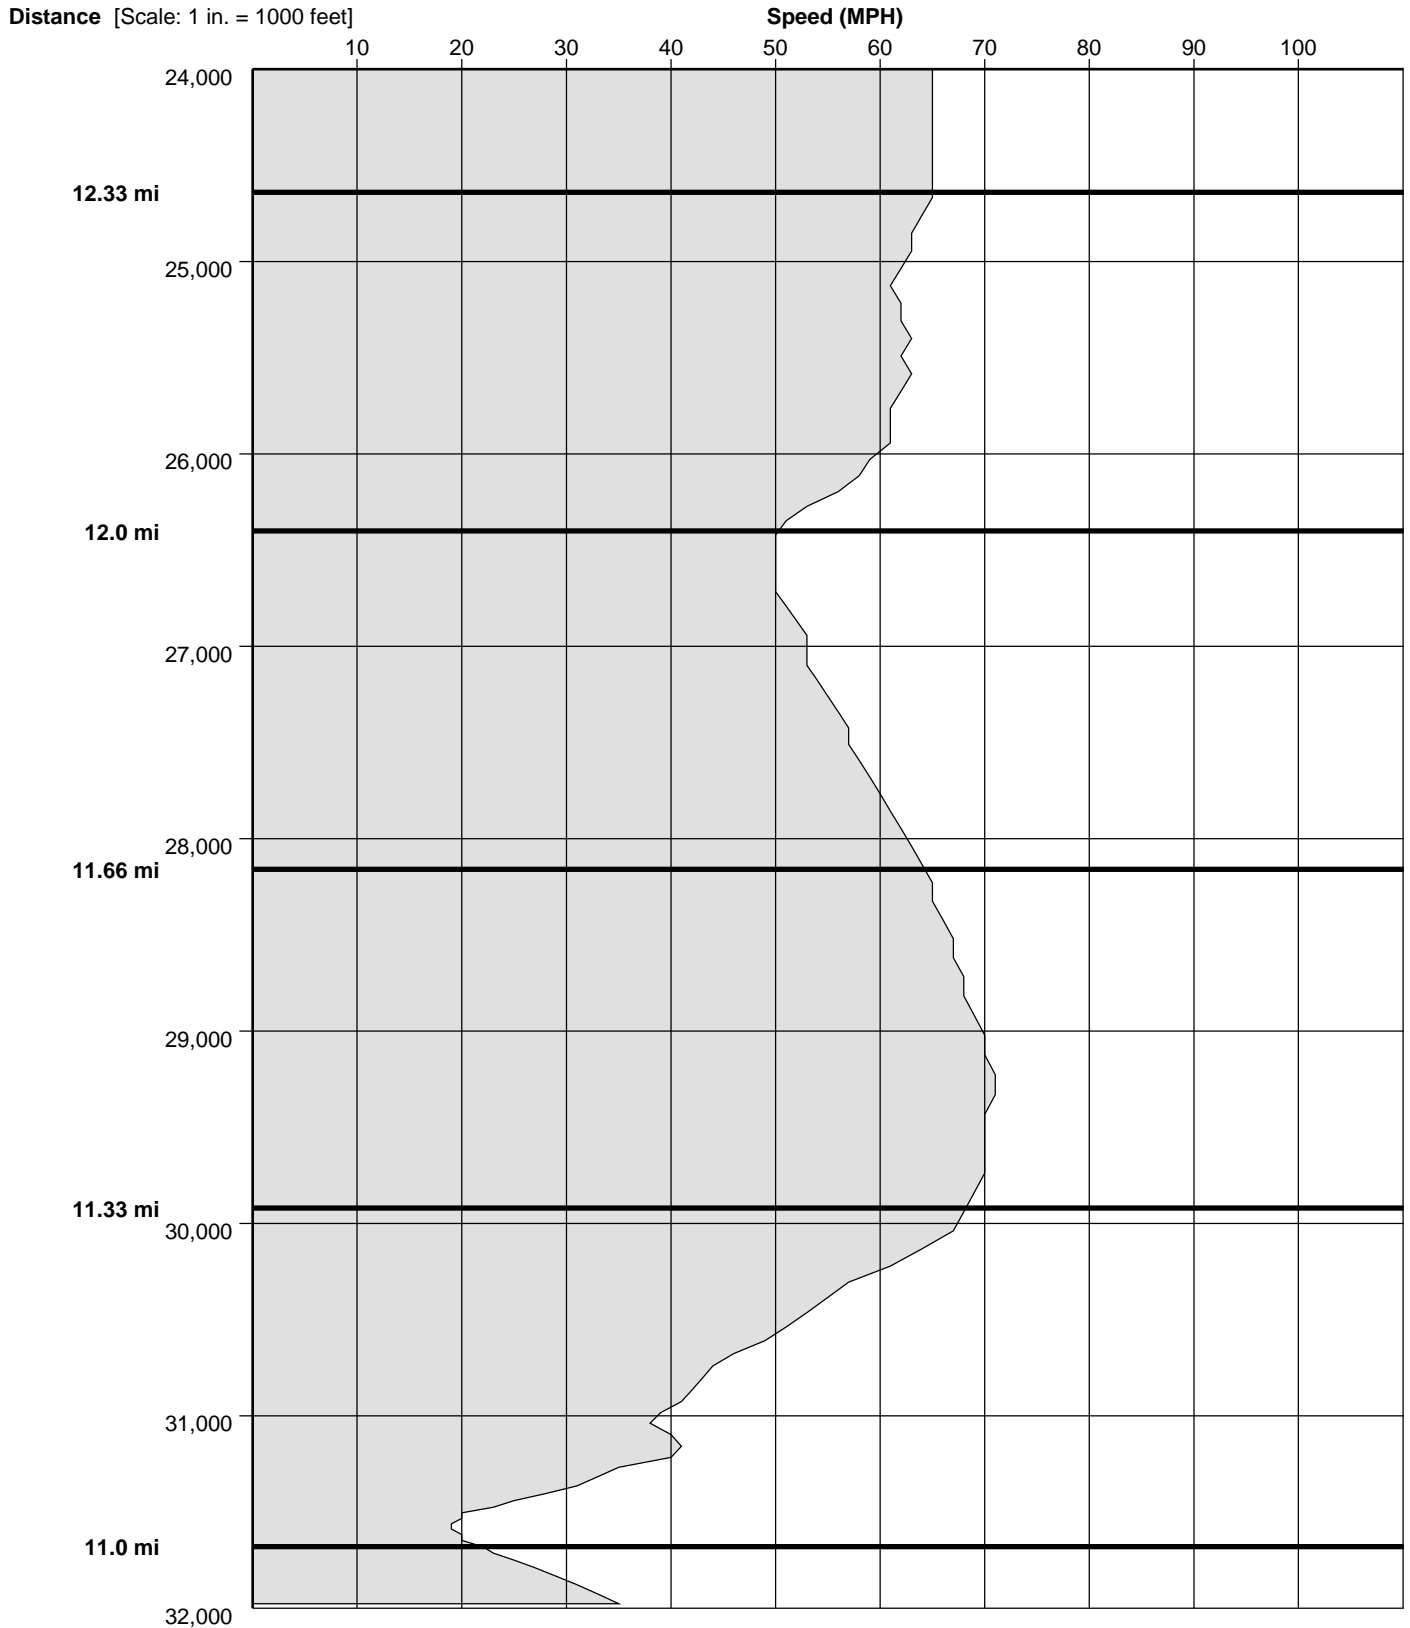 Distance [Scale: 1 in. = 1000 feet] Speed (MPH)
10 20 30 40 50 60 70 80 90 100
24,000
12.33 mi
25,000
26,000
12.0 mi
27,000
28,000
11.66 mi
29,000
11.33 mi
30,000
31,000
11.0 mi
32,000